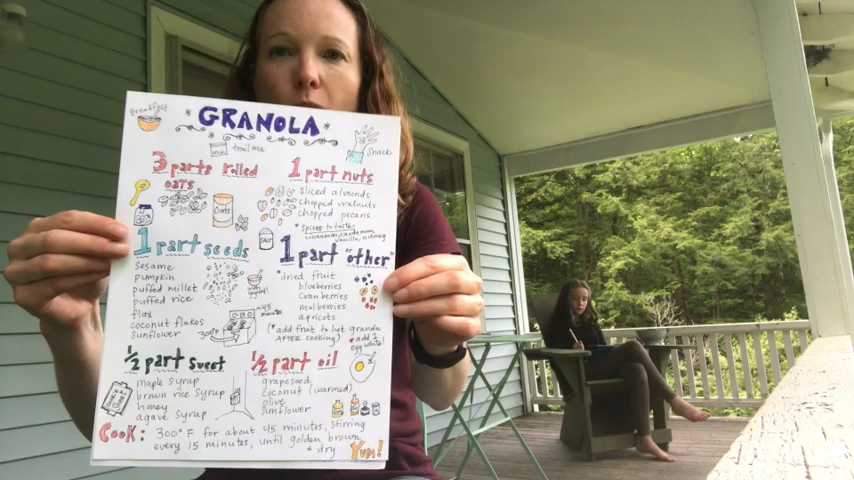 Breakfast
GRANOLA
trail mix
Snack
3 parts rolled
OATS
Oats
1 part nuts
sliced almonds
chopped walnuts
chopped pecans
*Spices to taste:
cinnamon, cardamom,
vanilla, nutmeg
SALT
1 part seeds
sesame
pumpkin
puffed millet
puffed rice
flax
coconut flakes
sunflower
yogurt!
45
minutes
1 part "other"
*dried fruit
blueberries
cranberries
mulberries
apricots
(*add fruit to hot granola
AFTER cooking)
*add a
egg white!
1/2 part sweet
maple syrup
brown rice syrup
honey
agave syrup
1/2 part oil
grapeseed
coconut (warmed)
olive
sunflower
Cook: 300° F for about 45 minutes, stirring
every 15 minutes, until golden brown
+ dry
Yum!